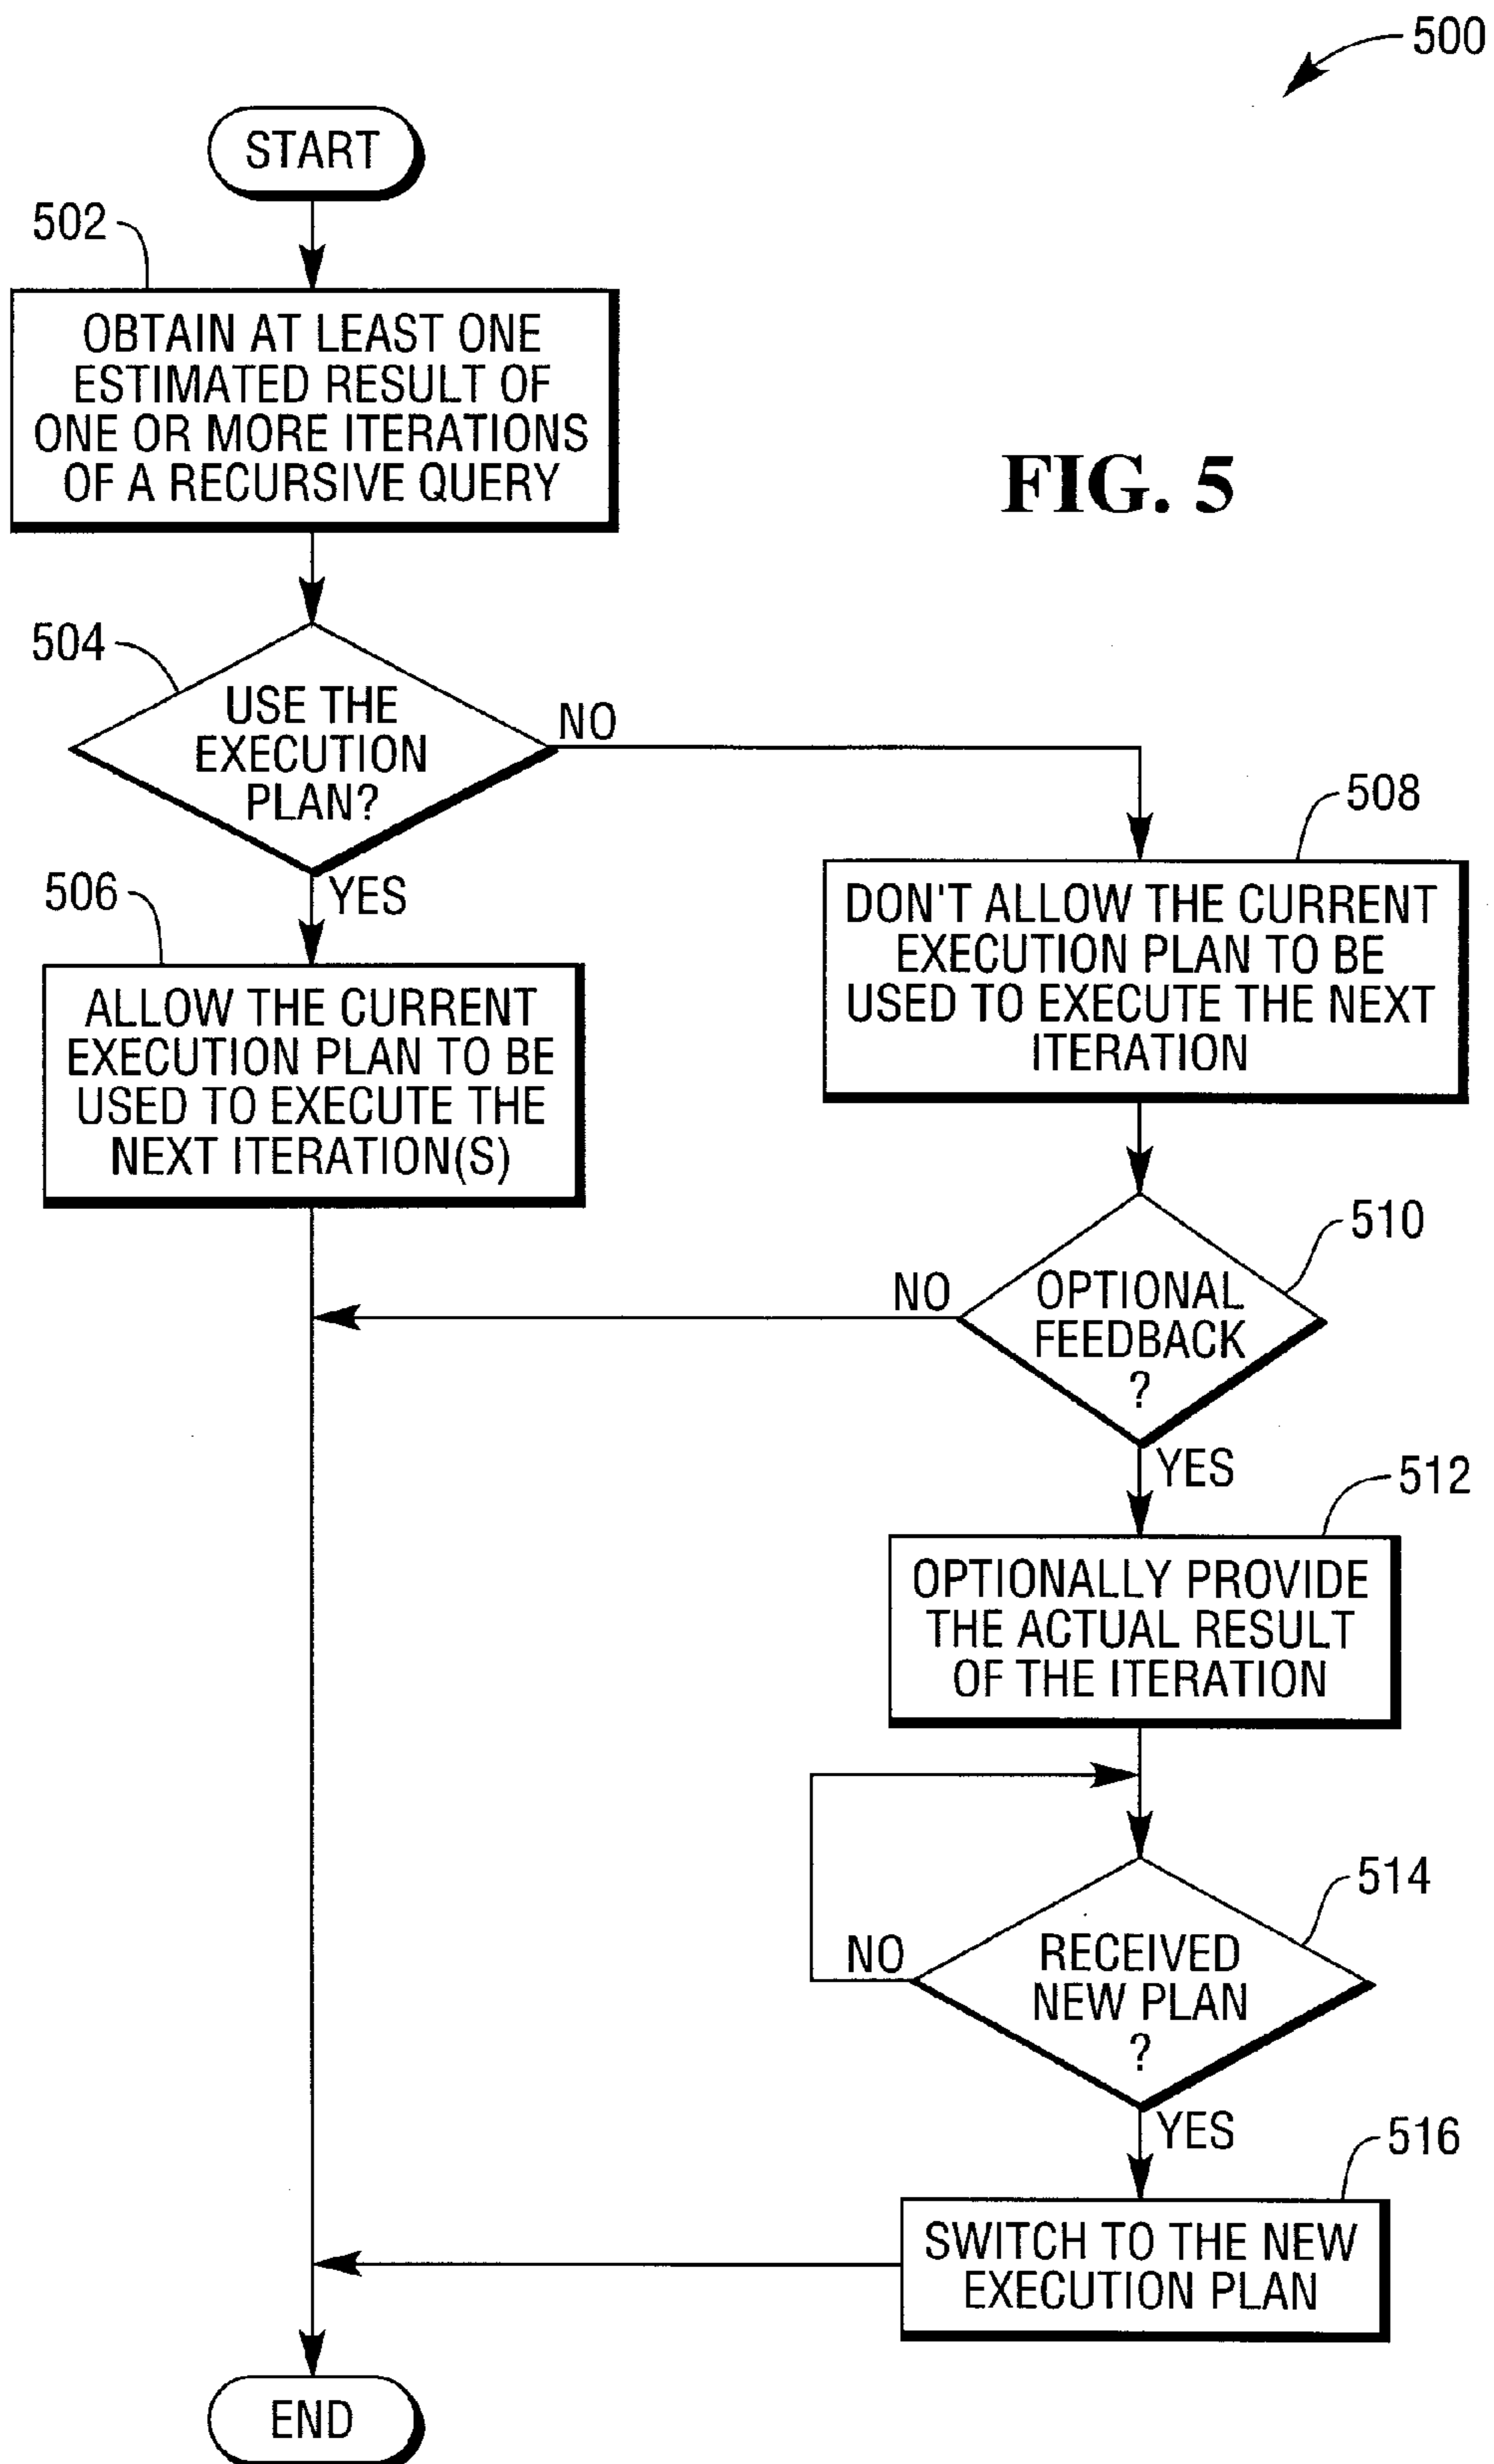 500
START
502
OBTAIN AT LEAST ONE
ESTIMATED RESULT OF
ONE OR MORE ITERATIONS
OF A RECURSIVE QUERY
FIG. 5
504
USE THE
EXECUTION
PLAN?
NO
YES
506
ALLOW THE CURRENT
EXECUTION PLAN TO BE
USED TO EXECUTE THE
NEXT ITERATION(S)
508
DON'T ALLOW THE CURRENT
EXECUTION PLAN TO BE
USED TO EXECUTE THE NEXT
ITERATION
510
OPTIONAL
FEEDBACK
?
NO
YES
512
OPTIONALLY PROVIDE
THE ACTUAL RESULT
OF THE ITERATION
514
RECEIVED
NEW PLAN
?
NO
YES
516
SWITCH TO THE NEW
EXECUTION PLAN
END